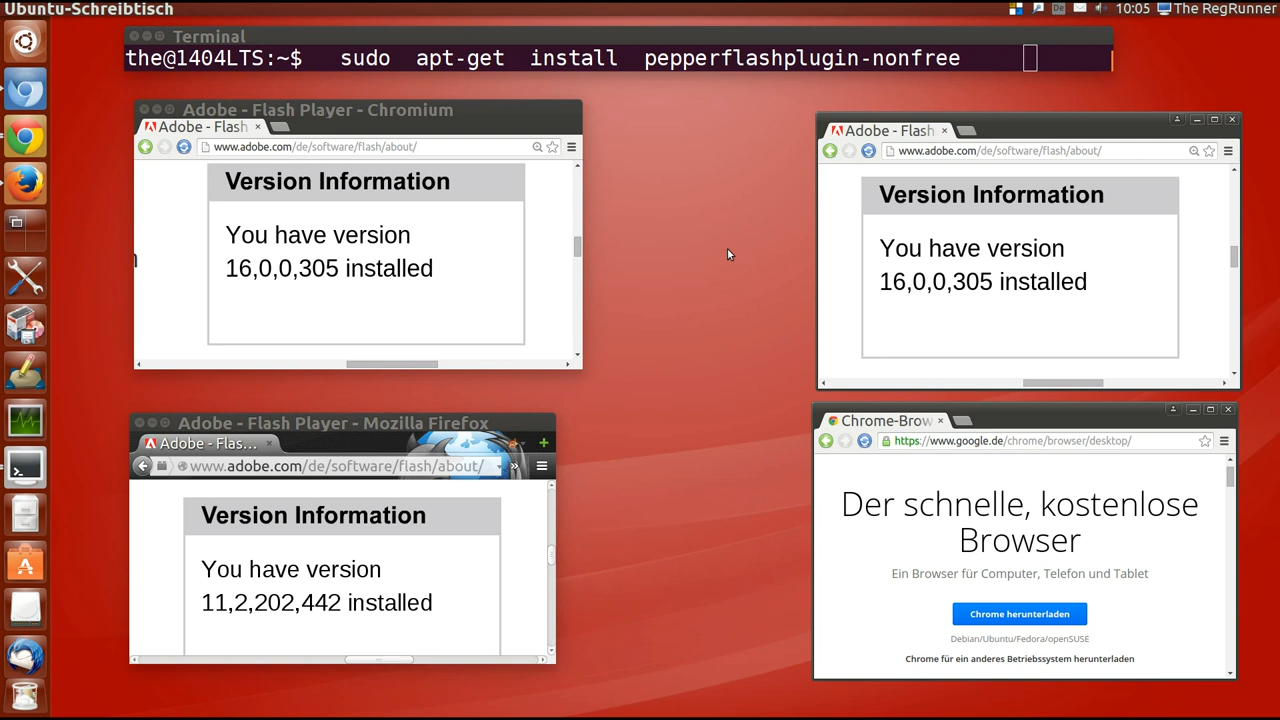 Ubuntu-Schreibtisch
De
10:05
The RegRunner
Terminal
the@1404LTS:~$ sudo apt-get install pepperflashplugin-nonfree
Adobe - Flash Player - Chromium
Adobe - Flash
www.adobe.com/de/software/flash/about/
Version Information
You have version
16,0,0,305 installed
Adobe - Flash
www.adobe.com/de/software/flash/about/
Version Information
You have version
16,0,0,305 installed
Adobe - Flash Player - Mozilla Firefox
Adobe - Flas...
www.adobe.com/de/software/flash/about/
Version Information
You have version
11,2,202,442 installed
Chrome-Brow
https://www.google.de/chrome/browser/desktop/
Der schnelle, kostenlose
Browser
Ein Browser für Computer, Telefon und Tablet
Chrome herunterladen
Debian/Ubuntu/Fedora/openSUSE
Chrome für ein anderes Betriebssystem herunterladen